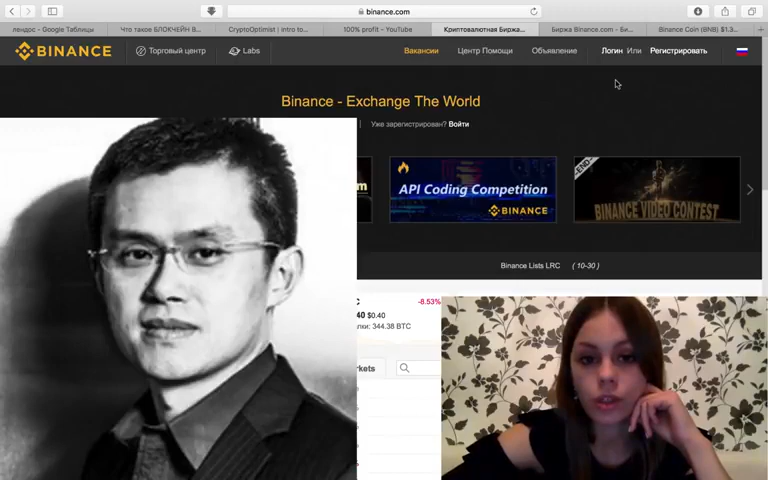 binance.com
лендрс - Google Таблицы
Что такое БЛОКЧЕЙН В...
CryptoOptimist | intro to...
100% profit - YouTube
Криптовалютная Биржа...
Биржа Binance.com - Би...
Binance Coin (BNB) $1.3...
BINANCE
Торговый центр
Labs
Вакансии
Центр Помощи
Объявление
Логин Или Регистрировать
Binance - Exchange The World
Уже зарегистрирован? Войти
API Coding Competition
BINANCE
END
BINANCE VIDEO CONTEST
Binance Lists LRC ( 10-30 )
-8.53%
40 $0.40
344.38 BTC
rkets